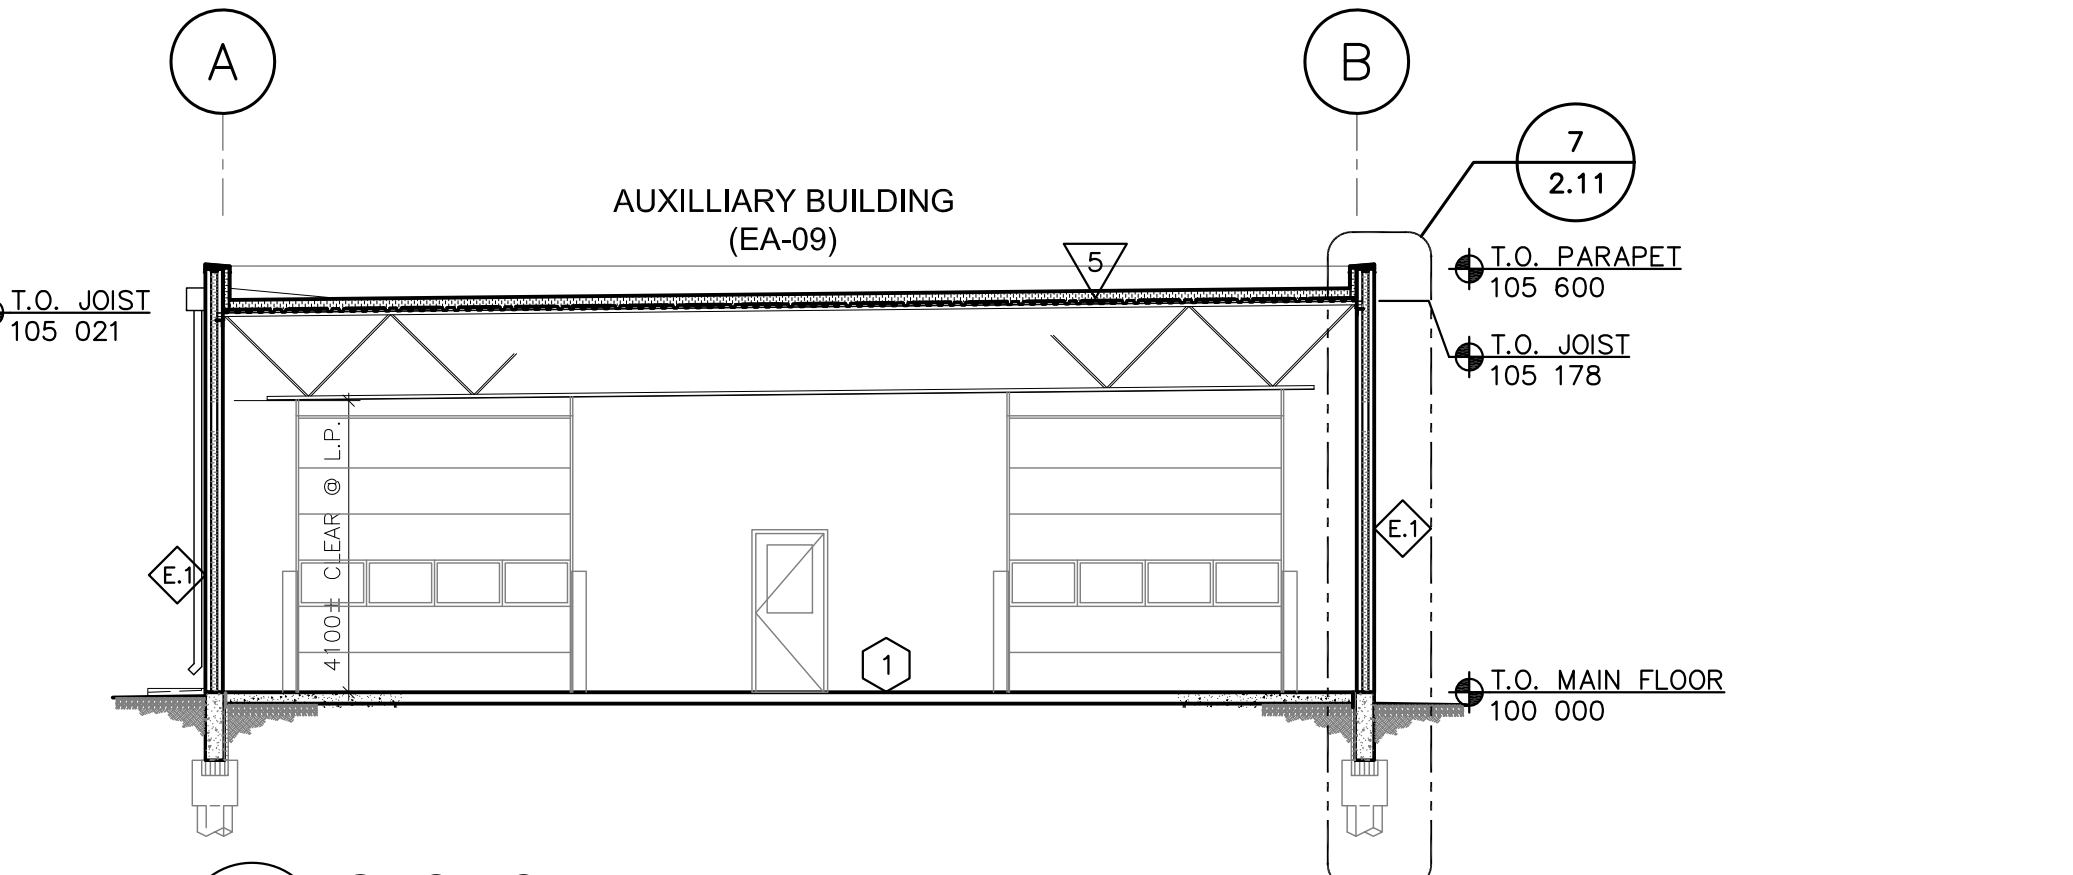 A
B
7
2.11
AUXILLIARY BUILDING
(EA-09)
5
T.O. PARAPET
105 600
T.O. JOIST
105 021
T.O. JOIST
105 178
4100± CLEAR @ L.P.
E.1
E.1
1
T.O. MAIN FLOOR
100 000